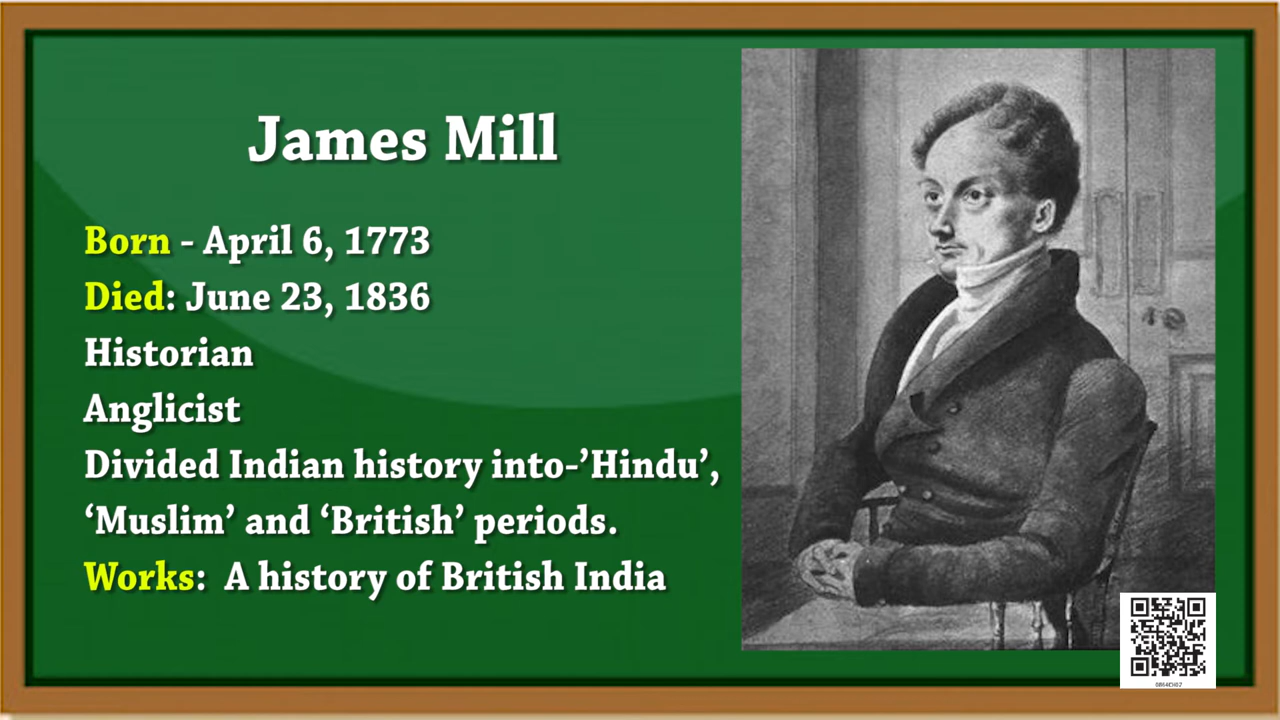 James Mill
Born - April 6, 1773
Died: June 23, 1836
Historian
Anglicist
Divided Indian history into-’Hindu’,
‘Muslim’ and ‘British’ periods.
Works:  A history of British India